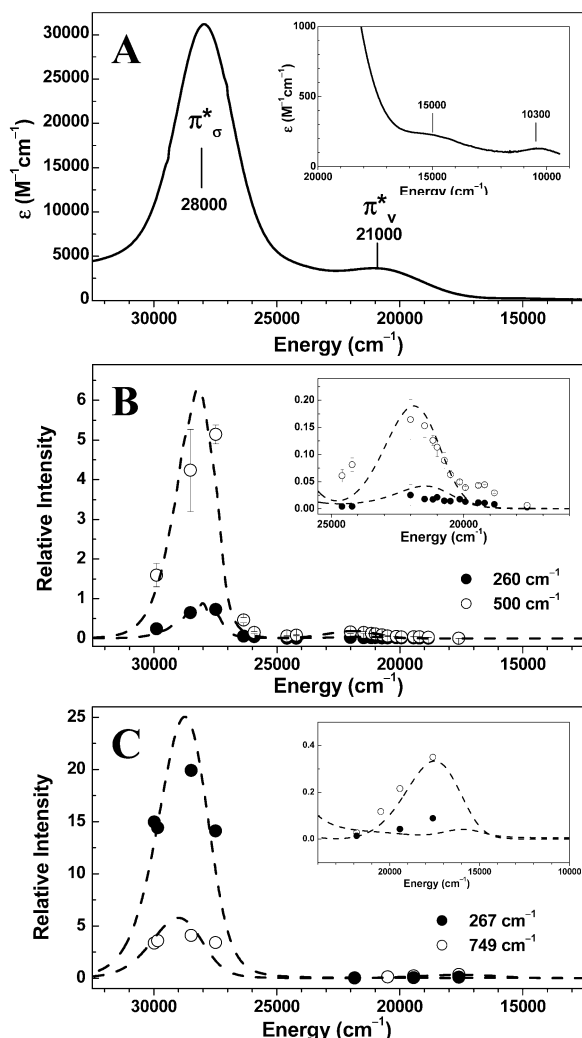 A
30000
25000
20000
15000
10000
5000
0
ε (M⁻¹cm⁻¹)
π*σ
28000
π*v
21000
30000
25000
20000
15000
Energy (cm⁻¹)
1000
500
0
ε (M⁻¹cm⁻¹)
15000
10300
20000
15000
10000
Energy (cm⁻¹)
B
6
5
4
3
2
1
0
Relative Intensity
0.20
0.15
0.10
0.05
0.00
25000
20000
Energy (cm⁻¹)
260 cm⁻¹
500 cm⁻¹
30000
25000
20000
15000
Energy (cm⁻¹)
C
25
20
15
10
5
0
Relative Intensity
0.4
0.2
0.0
20000
15000
10000
Energy (cm⁻¹)
267 cm⁻¹
749 cm⁻¹
30000
25000
20000
15000
Energy (cm⁻¹)